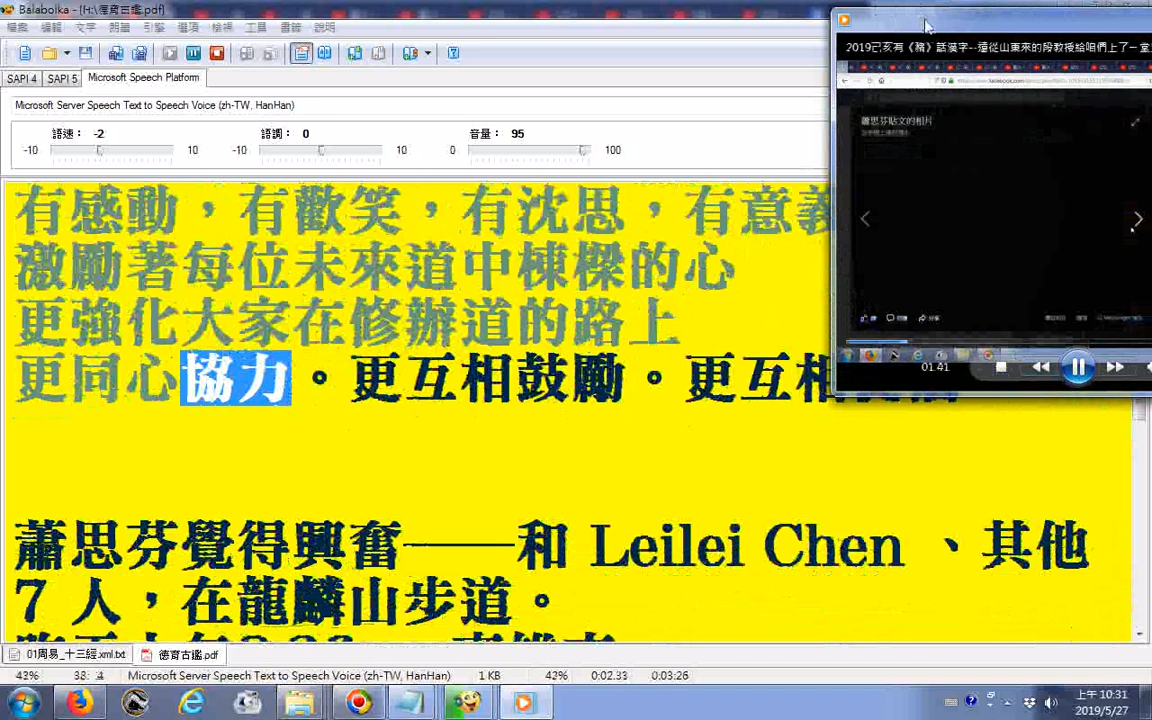 Balabolka - [H:\德育古鑑.pdf]
檔案 編輯 文字 朗誦 引擎 選項 檢視 工具 書籤 說明
SAPI 4 SAPI 5 Microsoft Speech Platform
Microsoft Server Speech Text to Speech Voice (zh-TW, HanHan)
語速： -2 語調： 0 音量： 95
-10 10 -10 10 0 100
2019己亥有《豬》話漢字--遠從山東來的段教授給咱們上了一堂
蕭思芬貼文的相片
01:41
有感動，有歡笑，有沈思，有意義
激勵著每位未來道中棟樑的心
更強化大家在修辦道的路上
更同心協力。更互相鼓勵。更互相
蕭思芬覺得興奮——和 Leilei Chen 、其他
7 人，在龍麟山步道。
01周易_十三經.xml.txt 德育古鑑.pdf
43% Microsoft Server Speech Text to Speech Voice (zh-TW, HanHan) 1 KB 42% 0:02:33 0:03:26
上午 10:31
2019/5/27